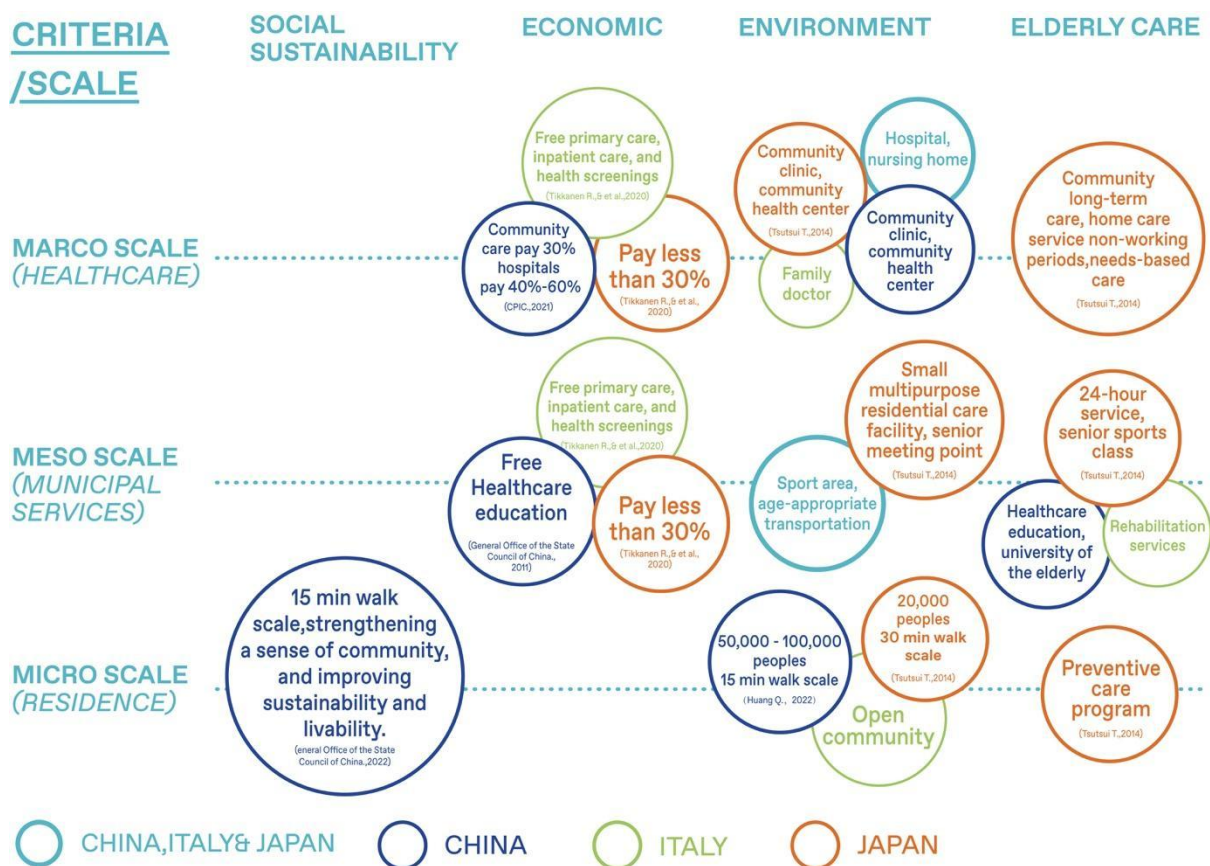 CRITERIA
/SCALE
SOCIAL
SUSTAINABILITY
ECONOMIC
ENVIRONMENT
ELDERLY CARE
MARCO SCALE
(HEALTHCARE)
Free primary care,
inpatient care, and
health screenings
(Tikkanen R.,& et al.,2020)
Community
care pay 30%
hospitals
pay 40%-60%
(CPIC.,2021)
Pay less
than 30%
(Tikkanen R.,& et al.,
2020)
Community
clinic,
community
health center
(Tsutsui T.,2014)
Hospital,
nursing home
Community
clinic,
community
health
center
Family
doctor
Community
long-term
care, home care
service non-working
periods,needs-based
care
(Tsutsui T.,2014)
MESO SCALE
(MUNICIPAL
SERVICES)
Free primary care,
inpatient care, and
health screenings
(Tikkanen R.,& et al.,2020)
Free
Healthcare
education
(General Office of the State
Council of China.,
2011)
Pay less
than 30%
(Tikkanen R.,& et al.,
2020)
Small
multipurpose
residential care
facility, senior
meeting point
(Tsutsui T.,2014)
Sport area,
age-appropriate
transportation
24-hour
service,
senior sports
class
(Tsutsui T.,2014)
Healthcare
education,
university of
the elderly
Rehabilitation
services
MICRO SCALE
(RESIDENCE)
15 min walk
scale,strengthening
a sense of community,
and improving
sustainability and
livability.
(eneral Office of the State
Council of China.,2022)
50,000 - 100,000
peoples
15 min walk scale
(Huang Q., 2022)
20,000
peoples
30 min walk
scale
(Tsutsui T.,2014)
Open
community
Preventive
care
program
(Tsutsui T.,2014)
CHINA,ITALY& JAPAN
CHINA
ITALY
JAPAN